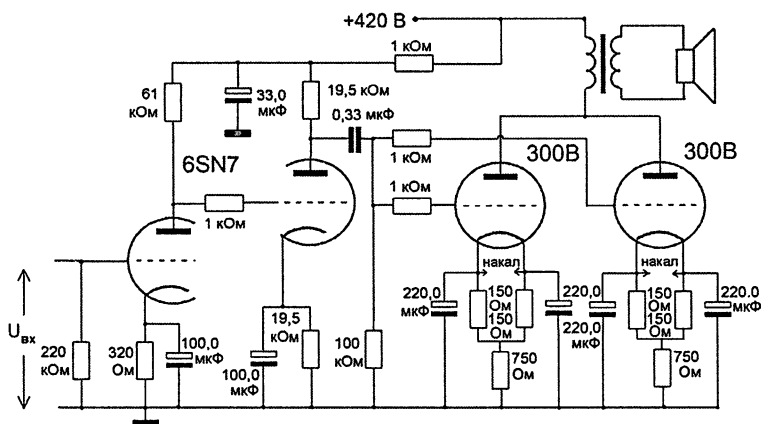 +420 В
1 кОм
61
кОм
33,0
мкФ
19,5 кОм
0,33 мкФ
6SN7
1 кОм
300В
300В
1 кОм
1 кОм
накал
накал
220,0
мкФ
150
Ом
150
Ом
220,0
220,0
мкФ
150
Ом
150
Ом
220.0
мкФ
Uвх
220
кОм
320
Ом
100,0
мкФ
19,5
кОм
100,0
мкФ
100
кОм
750
Ом
750
Ом